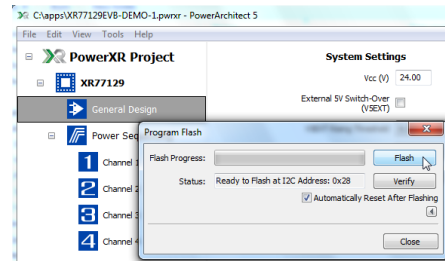 C:\apps\XR77129EVB-DEMO-1.pwrxr - PowerArchitect 5
File Edit View Tools Help
PowerXR Project
XR77129
General Design
Power Seq
1 Channel
2 Channel
3 Channel
4 Channel
System Settings
Vcc (V) 24.00
External 5V Switch-Over
(V5EXT)
Program Flash
Flash Progress:
Flash
Status: Ready to Flash at I2C Address: 0x28
Verify
Automatically Reset After Flashing
Close